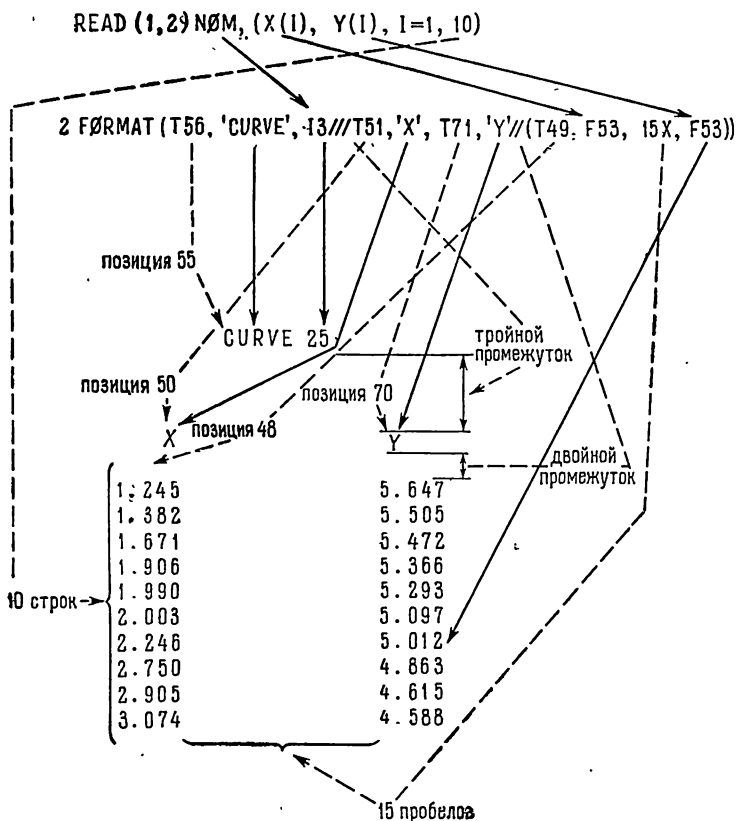 READ (1,2) NØM, (X(I), Y(I), I=1, 10)
2 FØRMAT (T56, 'CURVE', I3///T51,'X', T71, 'Y'//(T49, F53, 15X, F53))
позиция 55
CURVE 25
тройной
промежуток
позиция 50
позиция 70
X
позиция 48
Y
двойной
промежуток
1.245 5.647
1.382 5.505
1.671 5.472
1.906 5.366
1.990 5.293
10 строк
2.003 5.097
2.246 5.012
2.750 4.863
2.905 4.615
3.074 4.588
15 пробелов